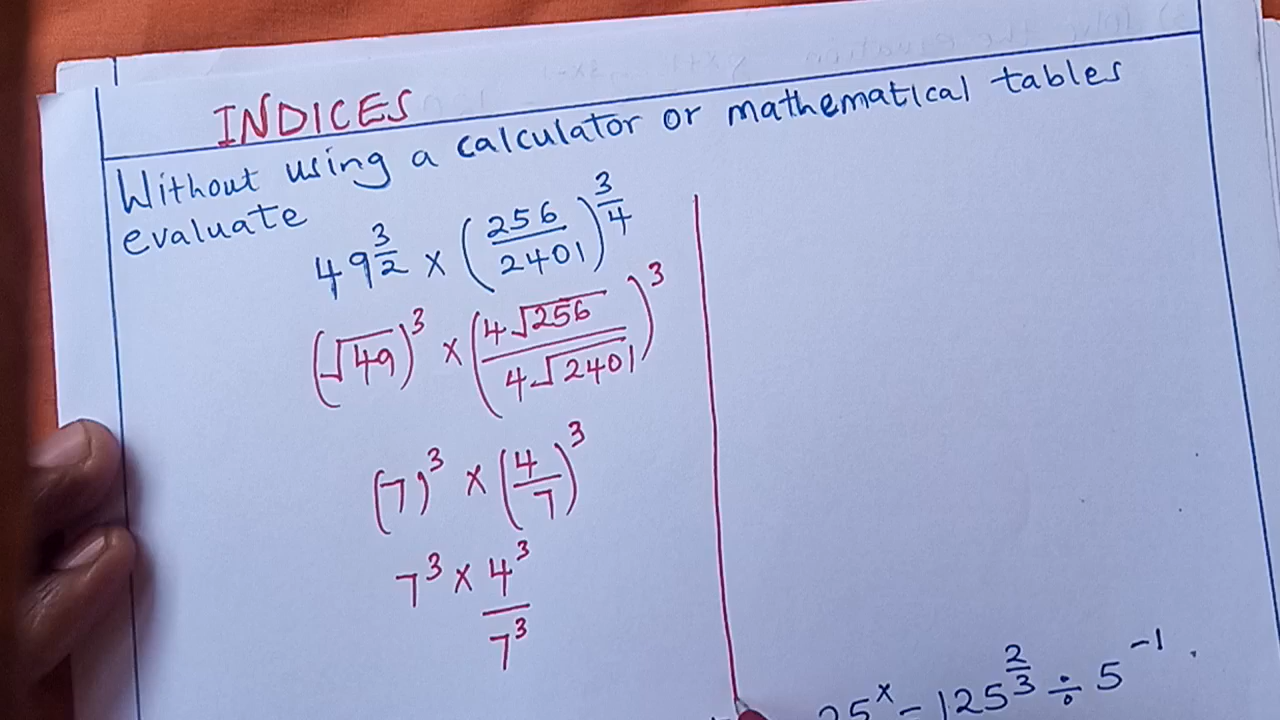 INDICES
Without using a calculator or mathematical tables
evaluate
49^{3/2} × (256/2401)^{3/4}
(√49)^3 × (4√256/4√2401)^3
(7)^3 × (4/7)^3
7^3 × 4^3/7^3
25^x = 125^{2/3} ÷ 5^{-1}.